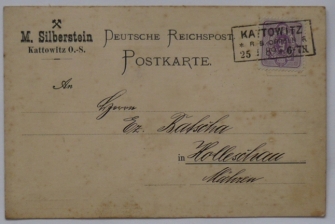 M. Silberstein
Kattowitz O.-S.
DEUTSCHE REICHSPOST
POSTKARTE.
KATTOWITZ
An
Herrn
in Holleschau
Mähren